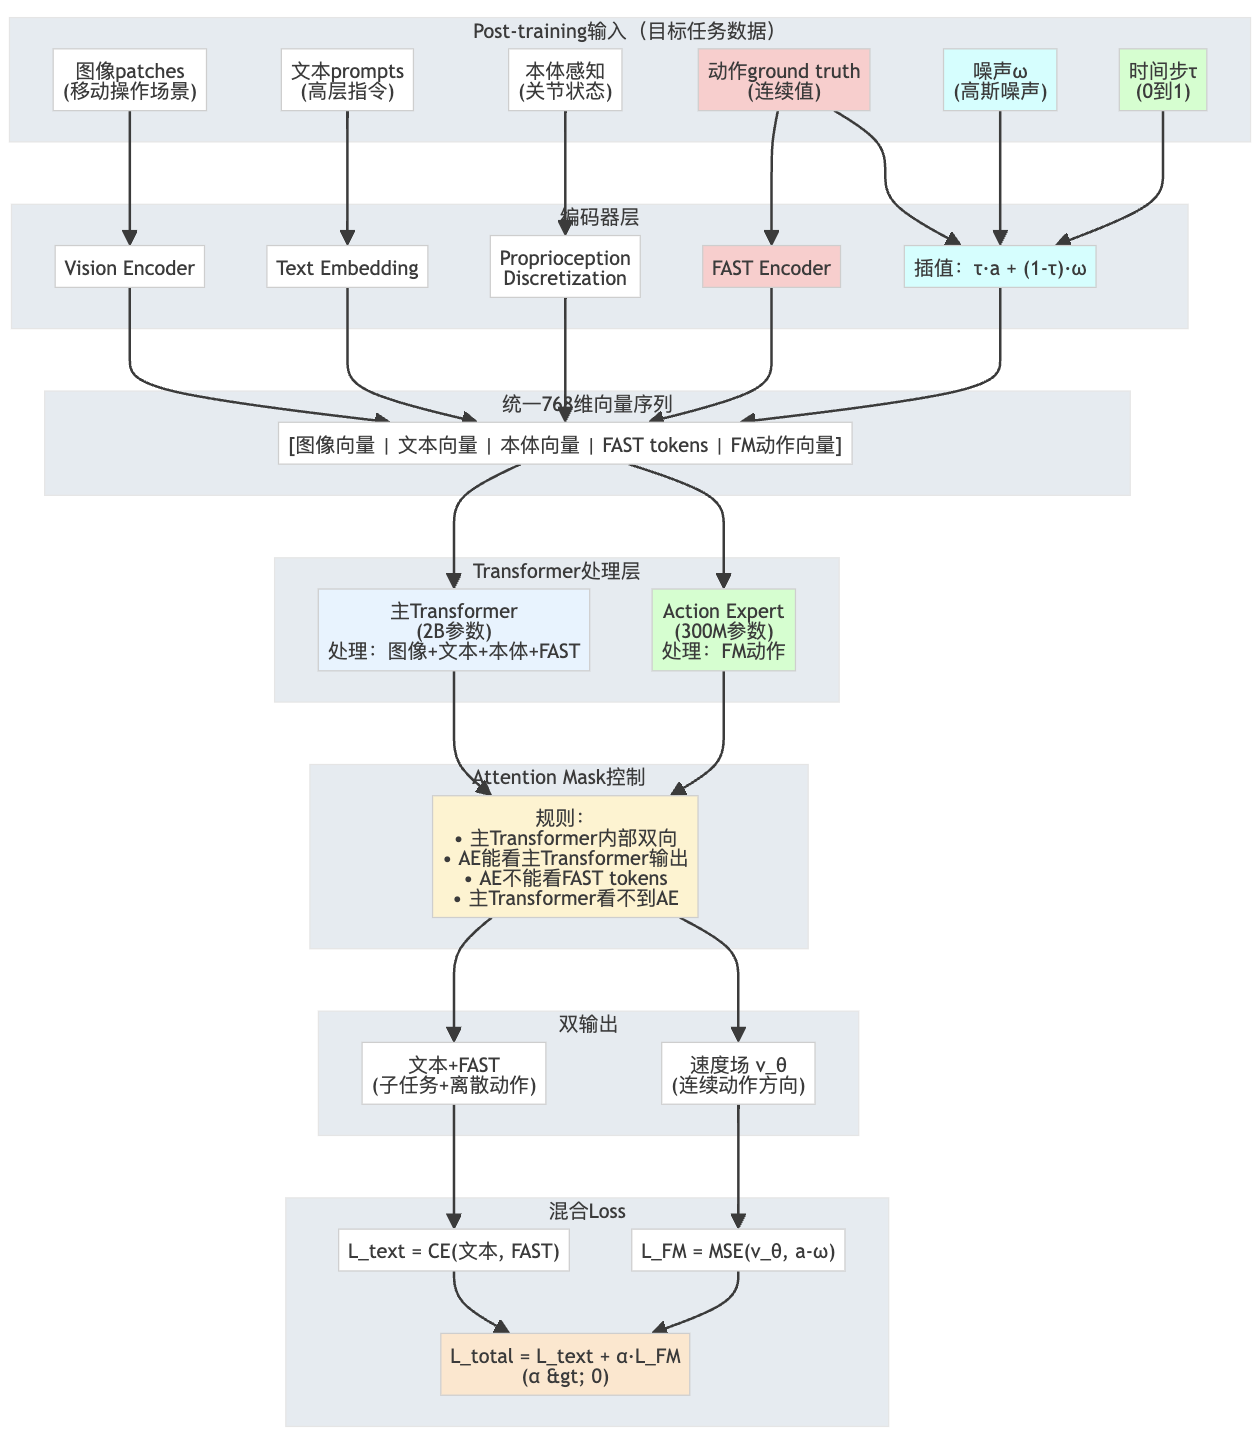 Post-training输入（目标任务数据）
图像patches
(移动操作场景)
文本prompts
(高层指令)
本体感知
(关节状态)
动作ground truth
(连续值)
噪声ω
(高斯噪声)
时间步τ
(0到1)
编码器层
Vision Encoder
Text Embedding
Proprioception
Discretization
FAST Encoder
插值：τ·a + (1-τ)·ω
统一768维向量序列
[图像向量 | 文本向量 | 本体向量 | FAST tokens | FM动作向量]
Transformer处理层
主Transformer
(2B参数)
处理：图像+文本+本体+FAST
Action Expert
(300M参数)
处理：FM动作
Attention Mask控制
规则：
• 主Transformer内部双向
• AE能看主Transformer输出
• AE不能看FAST tokens
• 主Transformer看不到AE
双输出
文本+FAST
(子任务+离散动作)
速度场 v_θ
(连续动作方向)
混合Loss
L_text = CE(文本, FAST)
L_FM = MSE(v_θ, a-ω)
L_total = L_text + α·L_FM
(α &gt; 0)